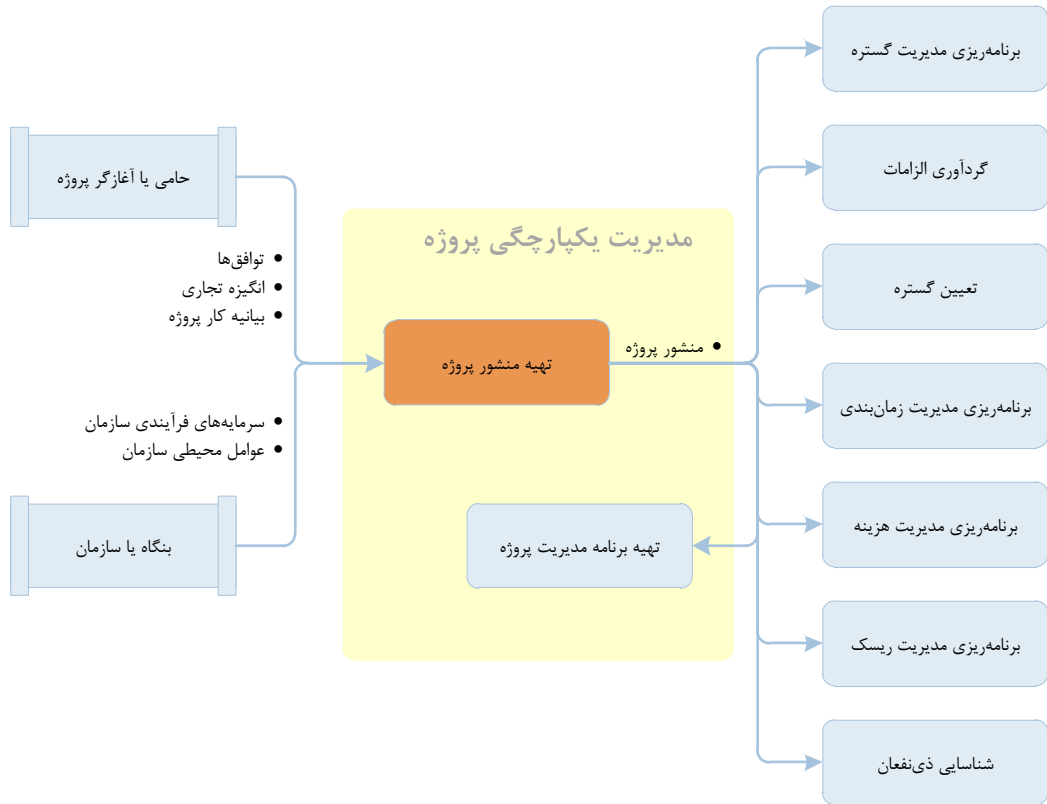 برنامه‌ریزی مدیریت گستره
حامی یا آغازگر پروژه
گردآوری الزامات
مدیریت یکپارچگی پروژه
• توافق‌ها
• انگیزه تجاری
• بیانیه کار پروژه
تعیین گستره
تهیه منشور پروژه
• منشور پروژه
• سرمایه‌های فرآیندی سازمان
• عوامل محیطی سازمان
برنامه‌ریزی مدیریت زمان‌بندی
بنگاه یا سازمان
تهیه برنامه مدیریت پروژه
برنامه‌ریزی مدیریت هزینه
برنامه‌ریزی مدیریت ریسک
شناسایی ذی‌نفعان